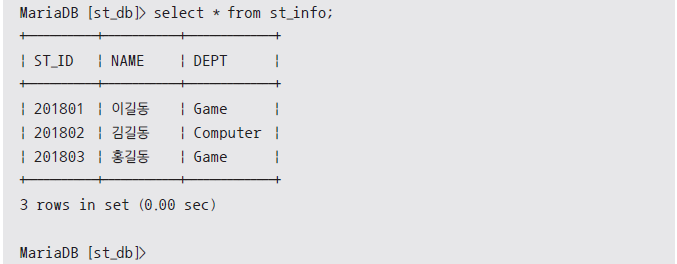 MariaDB [st_db]> select * from st_info;
+---------+----------+-----------+
| ST_ID | NAME | DEPT |
+---------+----------+-----------+
| 201801 | 이길동 | Game |
| 201802 | 김길동 | Computer |
| 201803 | 홍길동 | Game |
+---------+----------+-----------+
3 rows in set (0.00 sec)
MariaDB [st_db]>